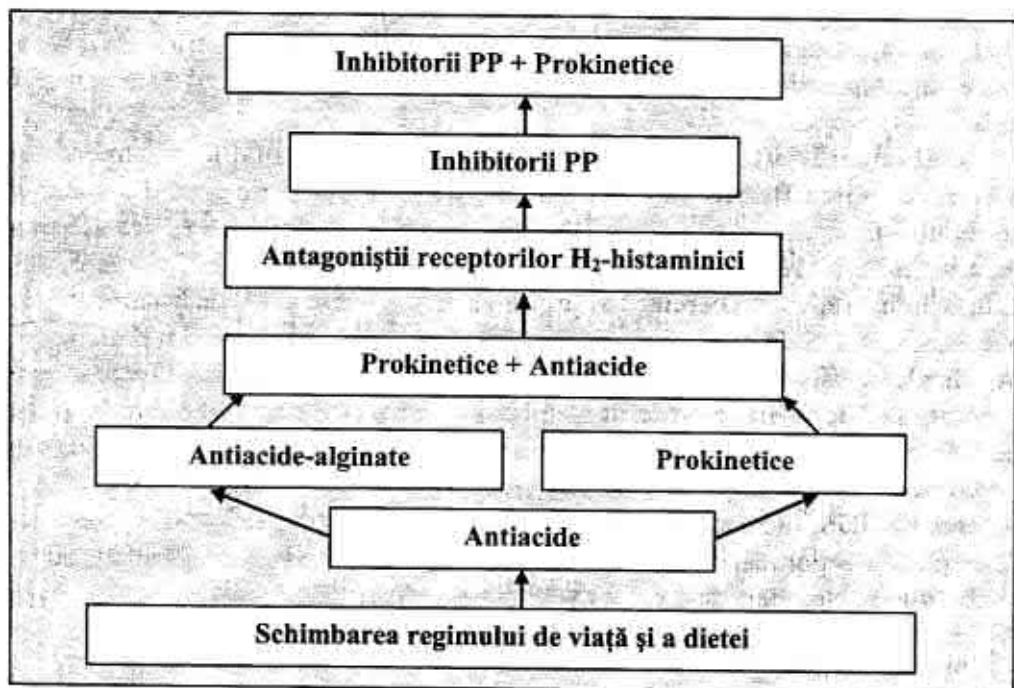 Inhibitorii PP + Prokinetice
Inhibitorii PP
Antagoniştii receptorilor H₂-histaminici
Prokinetice + Antiacide
Antiacide-alginate
Prokinetice
Antiacide
Schimbarea regimului de viaţă şi a dietei